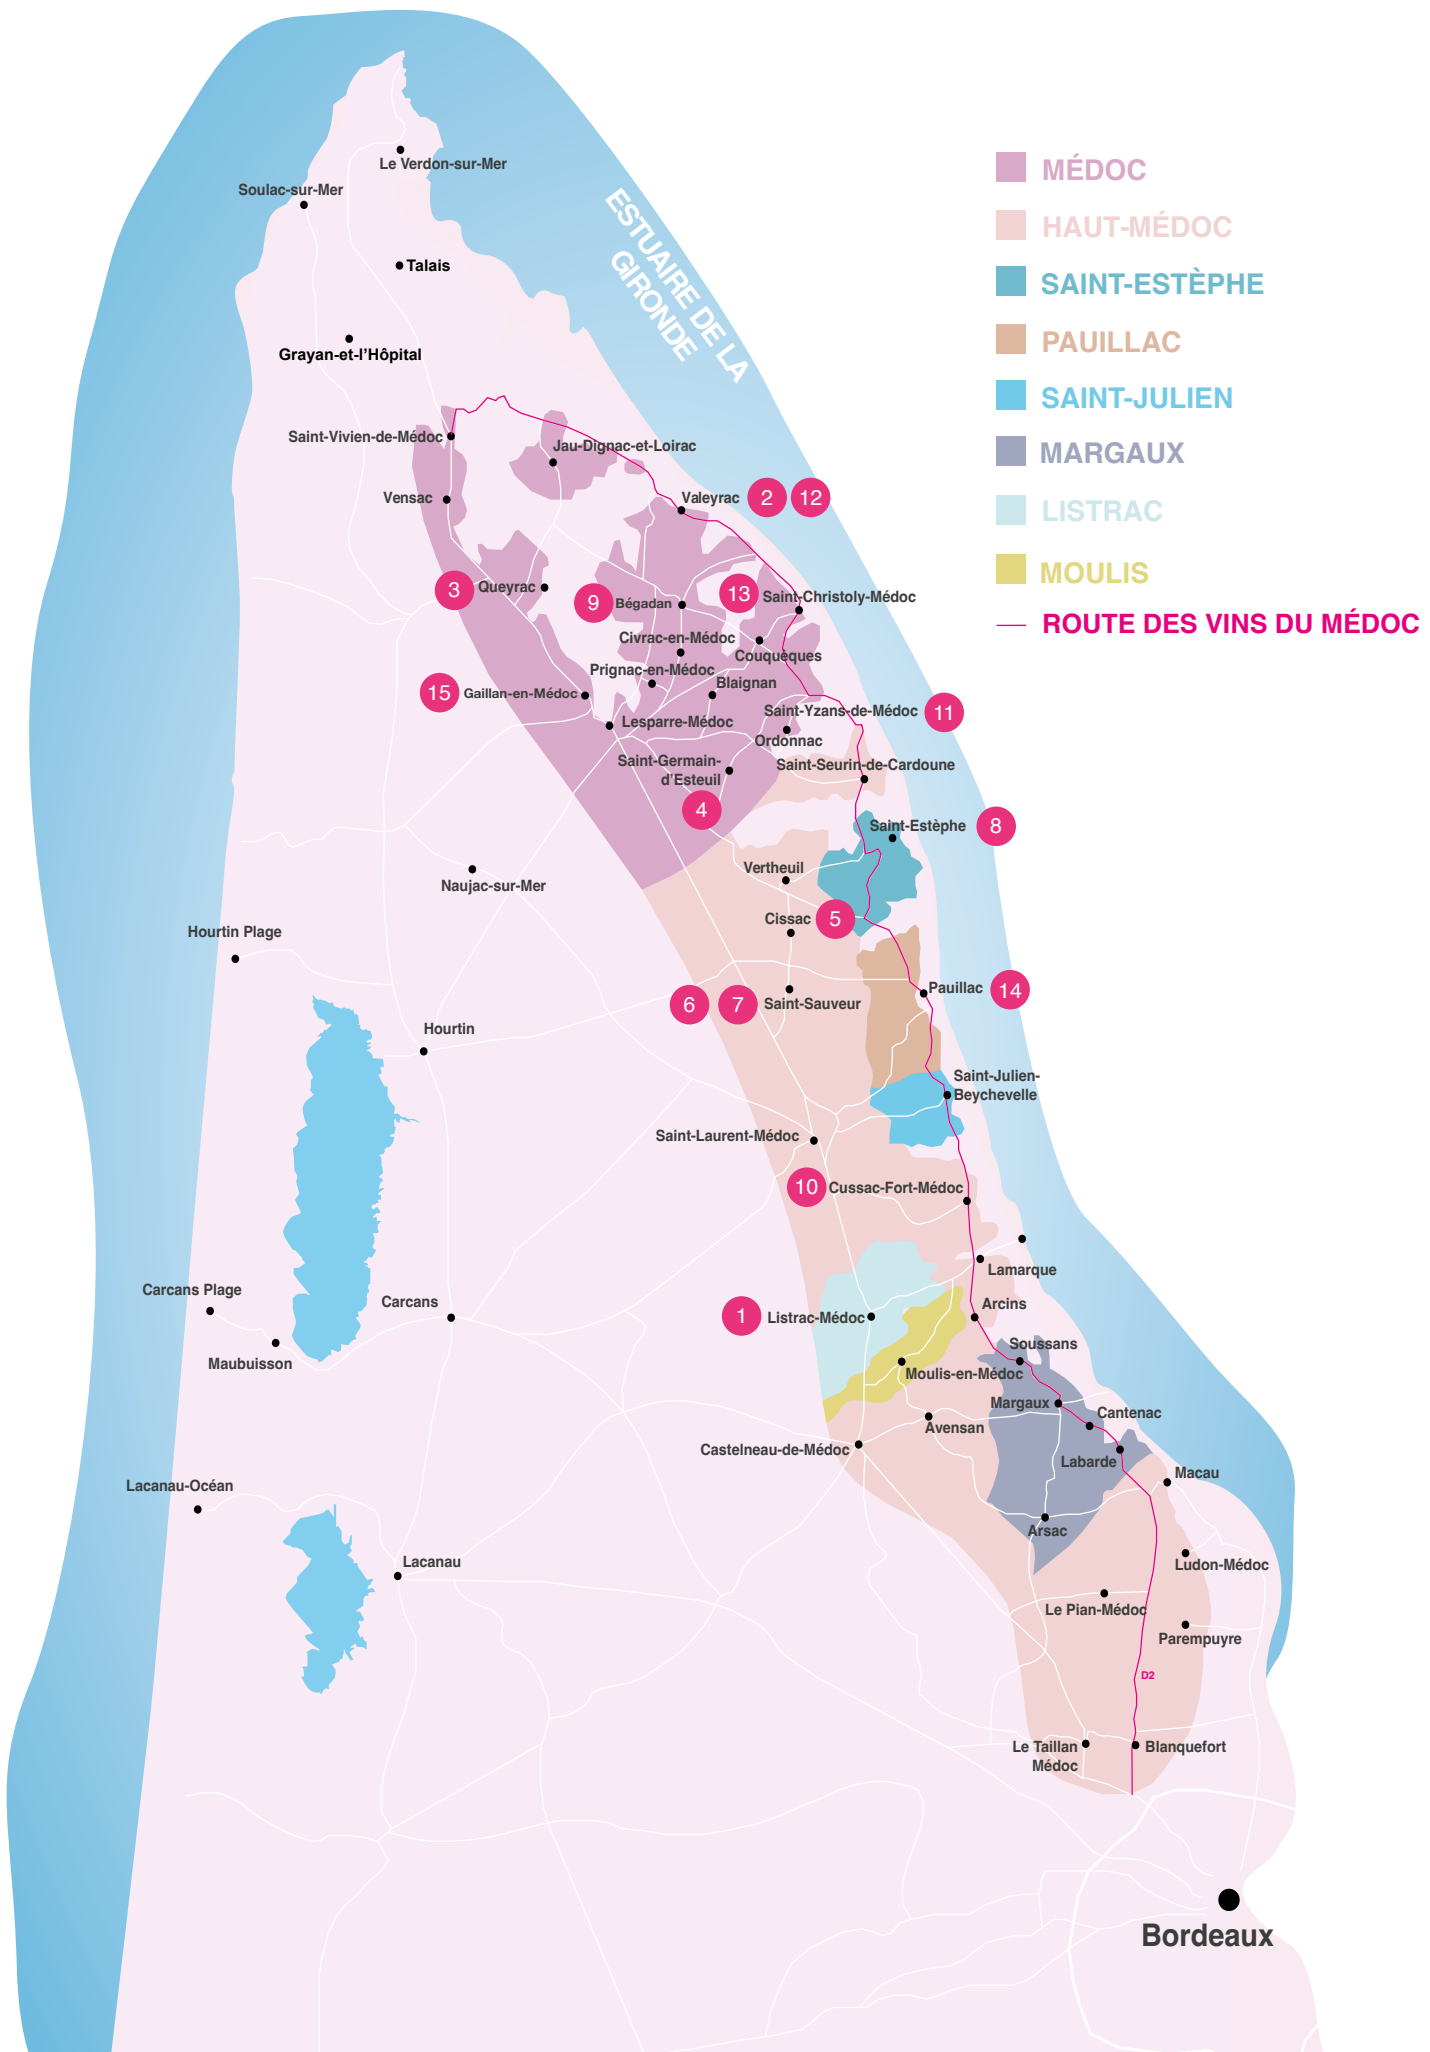 Le Verdon-sur-Mer
Soulac-sur-Mer
Talais
Grayan-et-l'Hôpital
ESTUAIRE DE LA
GIRONDE
MÉDOC
HAUT-MÉDOC
SAINT-ESTÈPHE
PAUILLAC
SAINT-JULIEN
MARGAUX
LISTRAC
MOULIS
ROUTE DES VINS DU MÉDOC
Saint-Vivien-de-Médoc
Jau-Dignac-et-Loirac
Vensac
Valeyrac 2 12
3 Queyrac
9 Bégadan
13 Saint-Christoly-Médoc
Civrac-en-Médoc
Couquèques
Prignac-en-Médoc
Blaignan
15 Gaillan-en-Médoc
Saint-Yzans-de-Médoc 11
Lesparre-Médoc
Ordonnac
Saint-Germain-
d'Esteuil
Saint-Seurin-de-Cardoune
4
Saint-Estèphe 8
Vertheuil
Naujac-sur-Mer
Cissac 5
Hourtin Plage
Pauillac 14
6 7 Saint-Sauveur
Hourtin
Saint-Julien-
Beychevelle
Saint-Laurent-Médoc
10 Cussac-Fort-Médoc
Lamarque
Carcans Plage
Carcans
Arcins
1 Listrac-Médoc
Soussans
Maubuisson
Moulis-en-Médoc
Margaux
Cantenac
Avensan
Castelneau-de-Médoc
Labarde
Macau
Lacanau-Océan
Arsac
Lacanau
Ludon-Médoc
Le Pian-Médoc
Parempuyre
D2
Le Taillan
Médoc
Blanquefort
Bordeaux